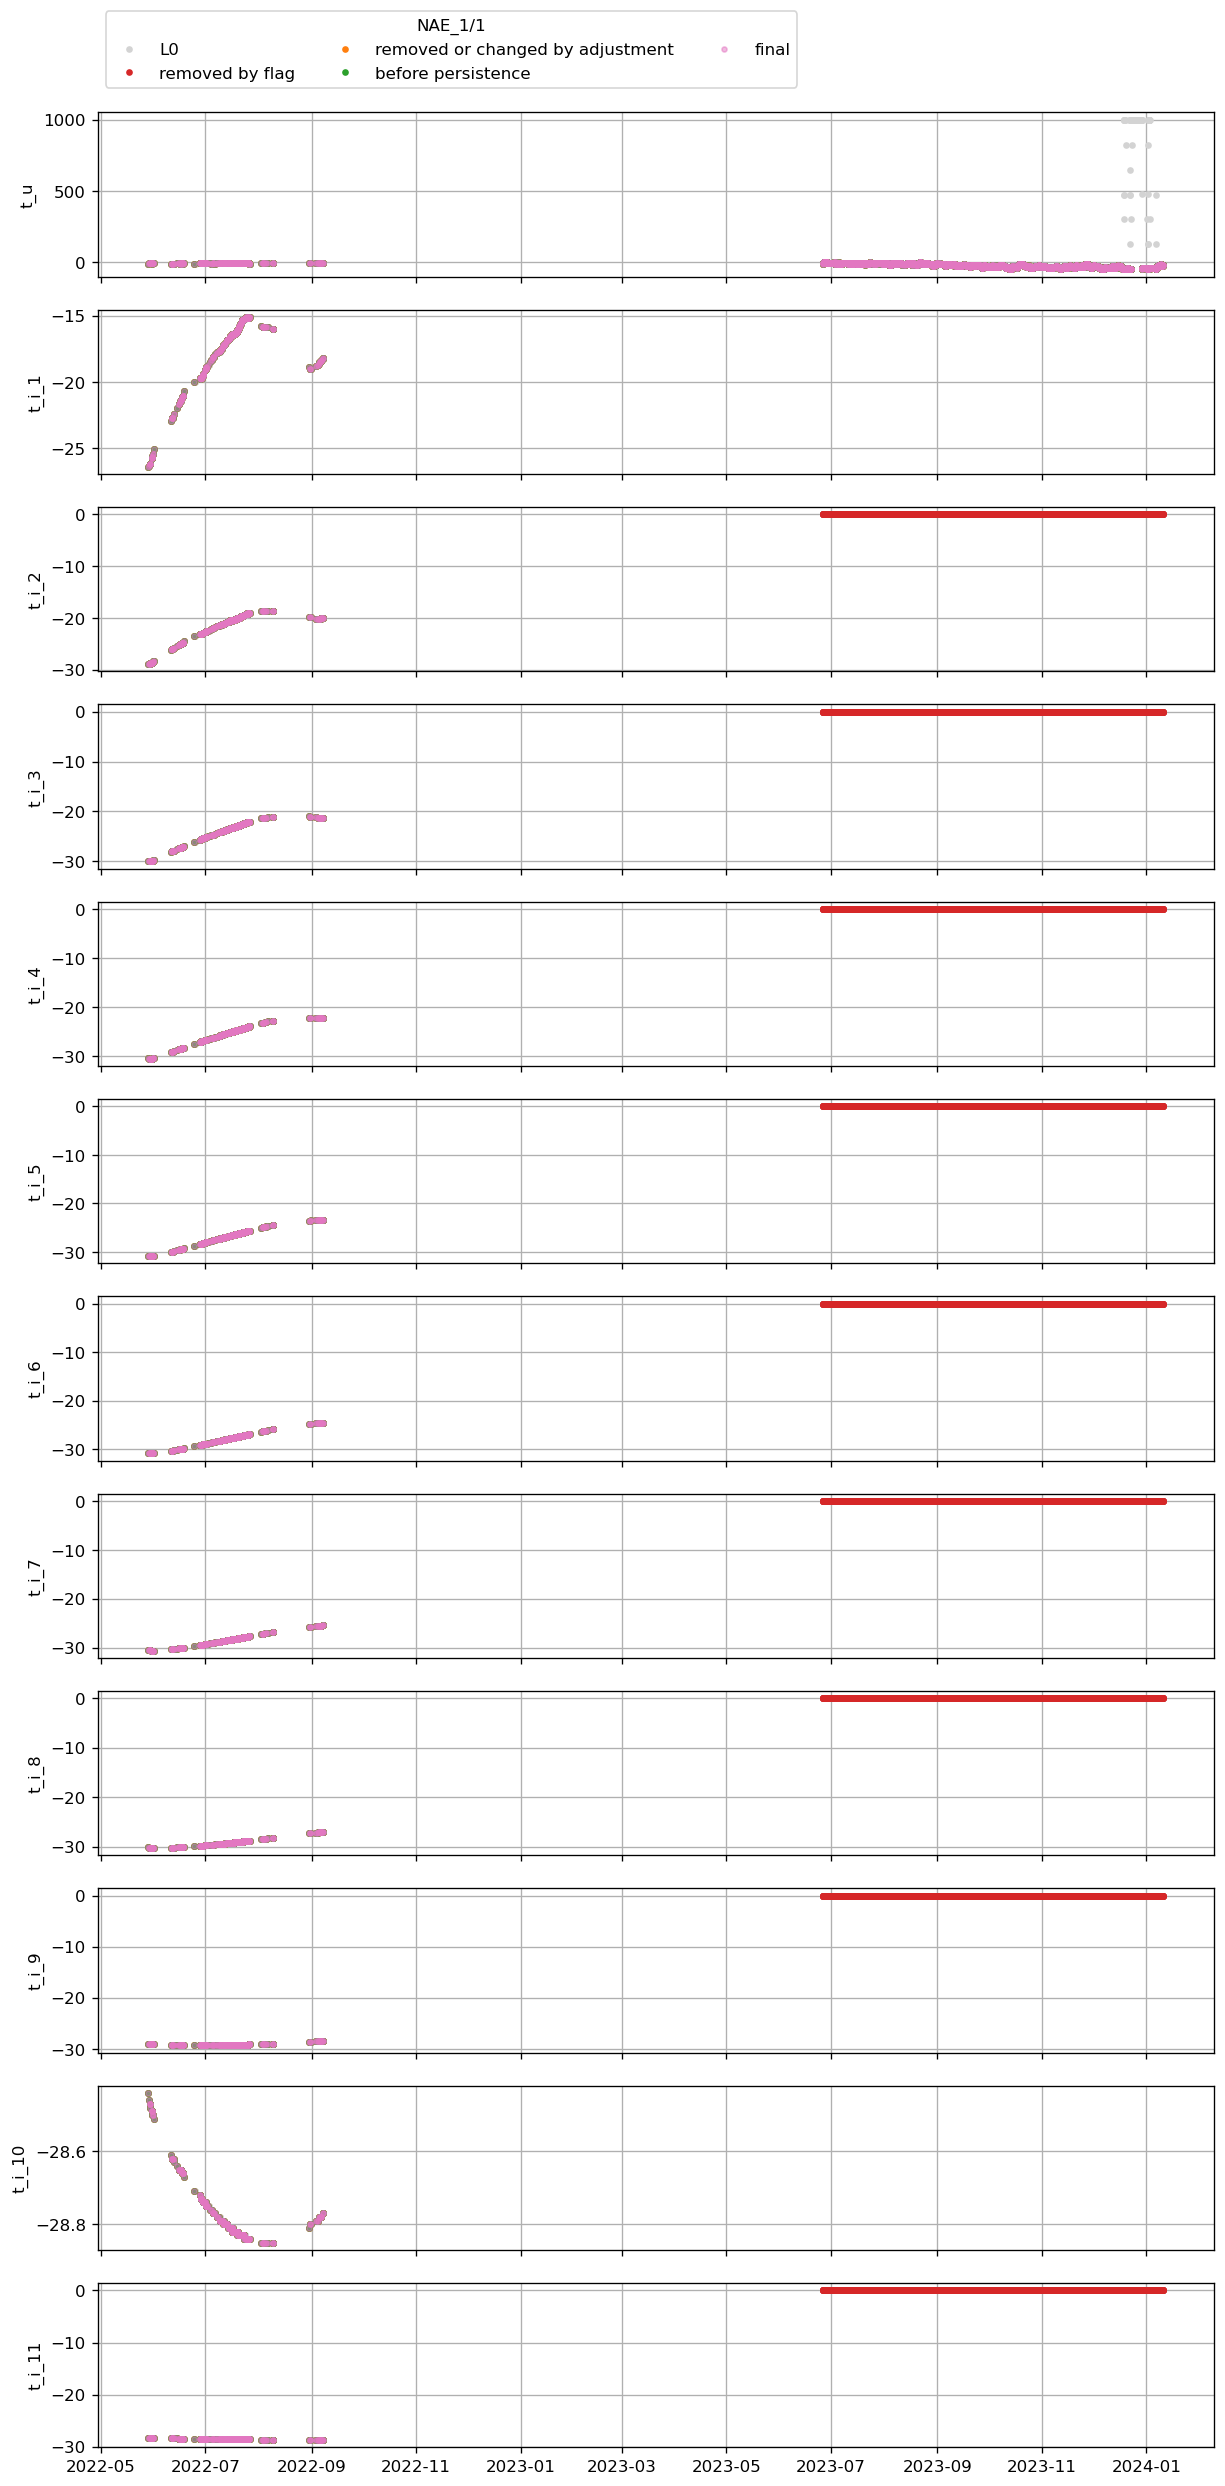 NAE_1/1
L0 removed or changed by adjustment final
removed by flag before persistence
1000
500
0
t_u
−15
−20
−25
t_i_1
0
−10
−20
−30
t_i_2
0
−10
−20
−30
t_i_3
0
−10
−20
−30
t_i_4
0
−10
−20
−30
t_i_5
0
−10
−20
−30
t_i_6
0
−10
−20
−30
t_i_7
0
−10
−20
−30
t_i_8
0
−10
−20
−30
t_i_9
−28.6
−28.8
t_i_10
0
−10
−20
−30
t_i_11
2022-05 2022-07 2022-09 2022-11 2023-01 2023-03 2023-05 2023-07 2023-09 2023-11 2024-01